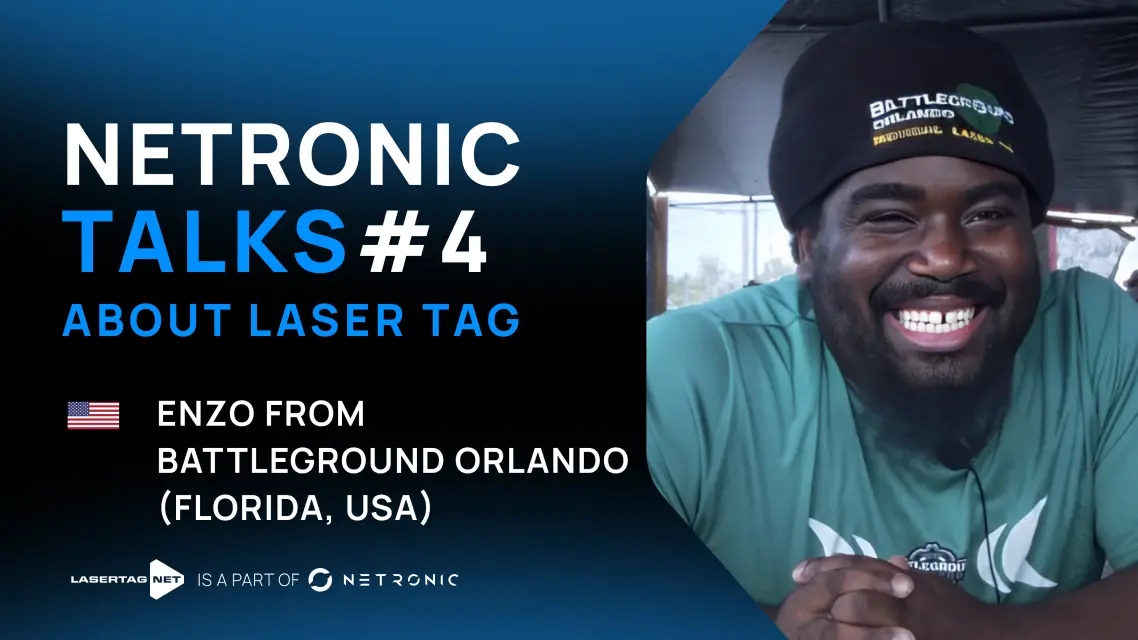 NETRONIC
TALKS #4
ABOUT LASER TAG
ENZO FROM
BATTLEGROUND ORLANDO
(FLORIDA, USA)
LASERTAG NET IS A PART OF NETRONIC
BATTLEGROUND
ORLANDO